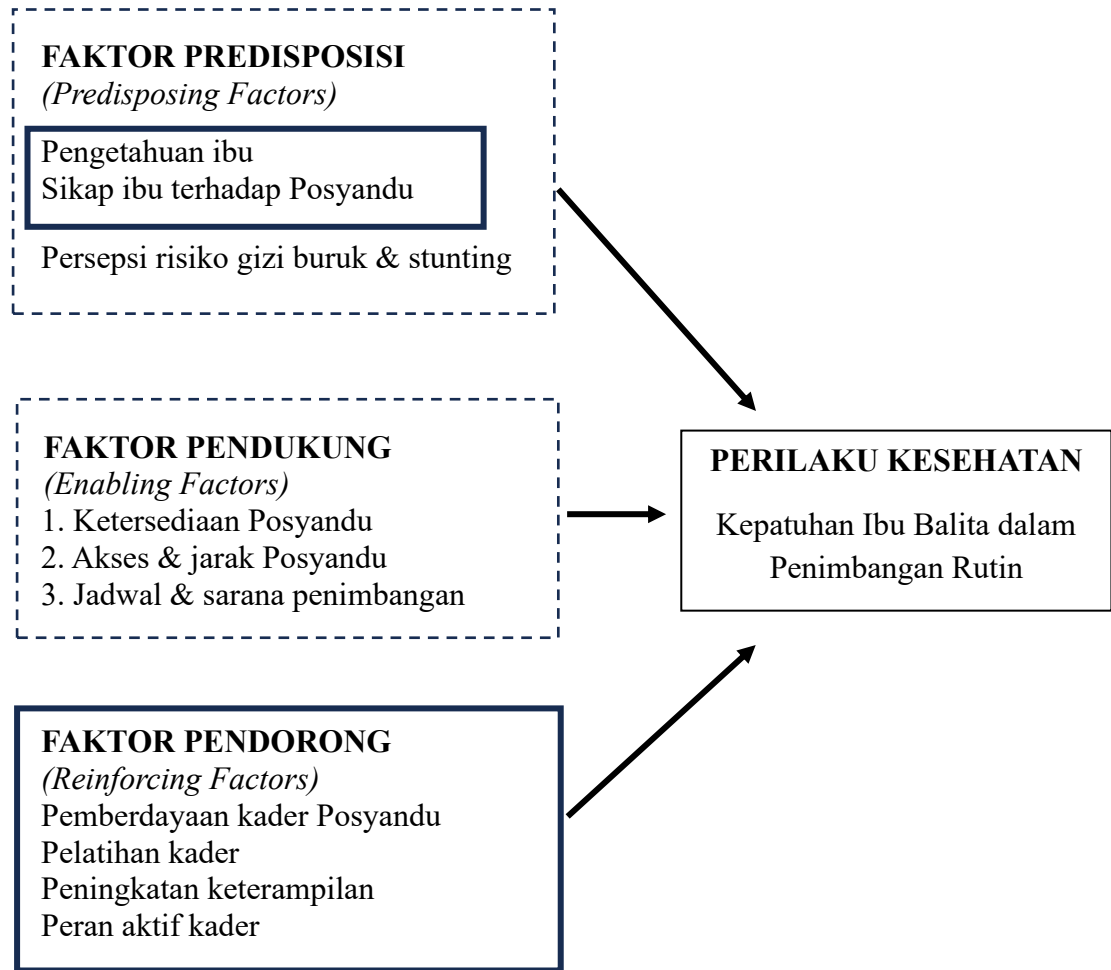 FAKTOR PREDISPOSISI
(Predisposing Factors)
Pengetahuan ibu
Sikap ibu terhadap Posyandu
Persepsi risiko gizi buruk & stunting
FAKTOR PENDUKUNG
(Enabling Factors)
1. Ketersediaan Posyandu
2. Akses & jarak Posyandu
3. Jadwal & sarana penimbangan
PERILAKU KESEHATAN
Kepatuhan Ibu Balita dalam
Penimbangan Rutin
FAKTOR PENDORONG
(Reinforcing Factors)
Pemberdayaan kader Posyandu
Pelatihan kader
Peningkatan keterampilan
Peran aktif kader